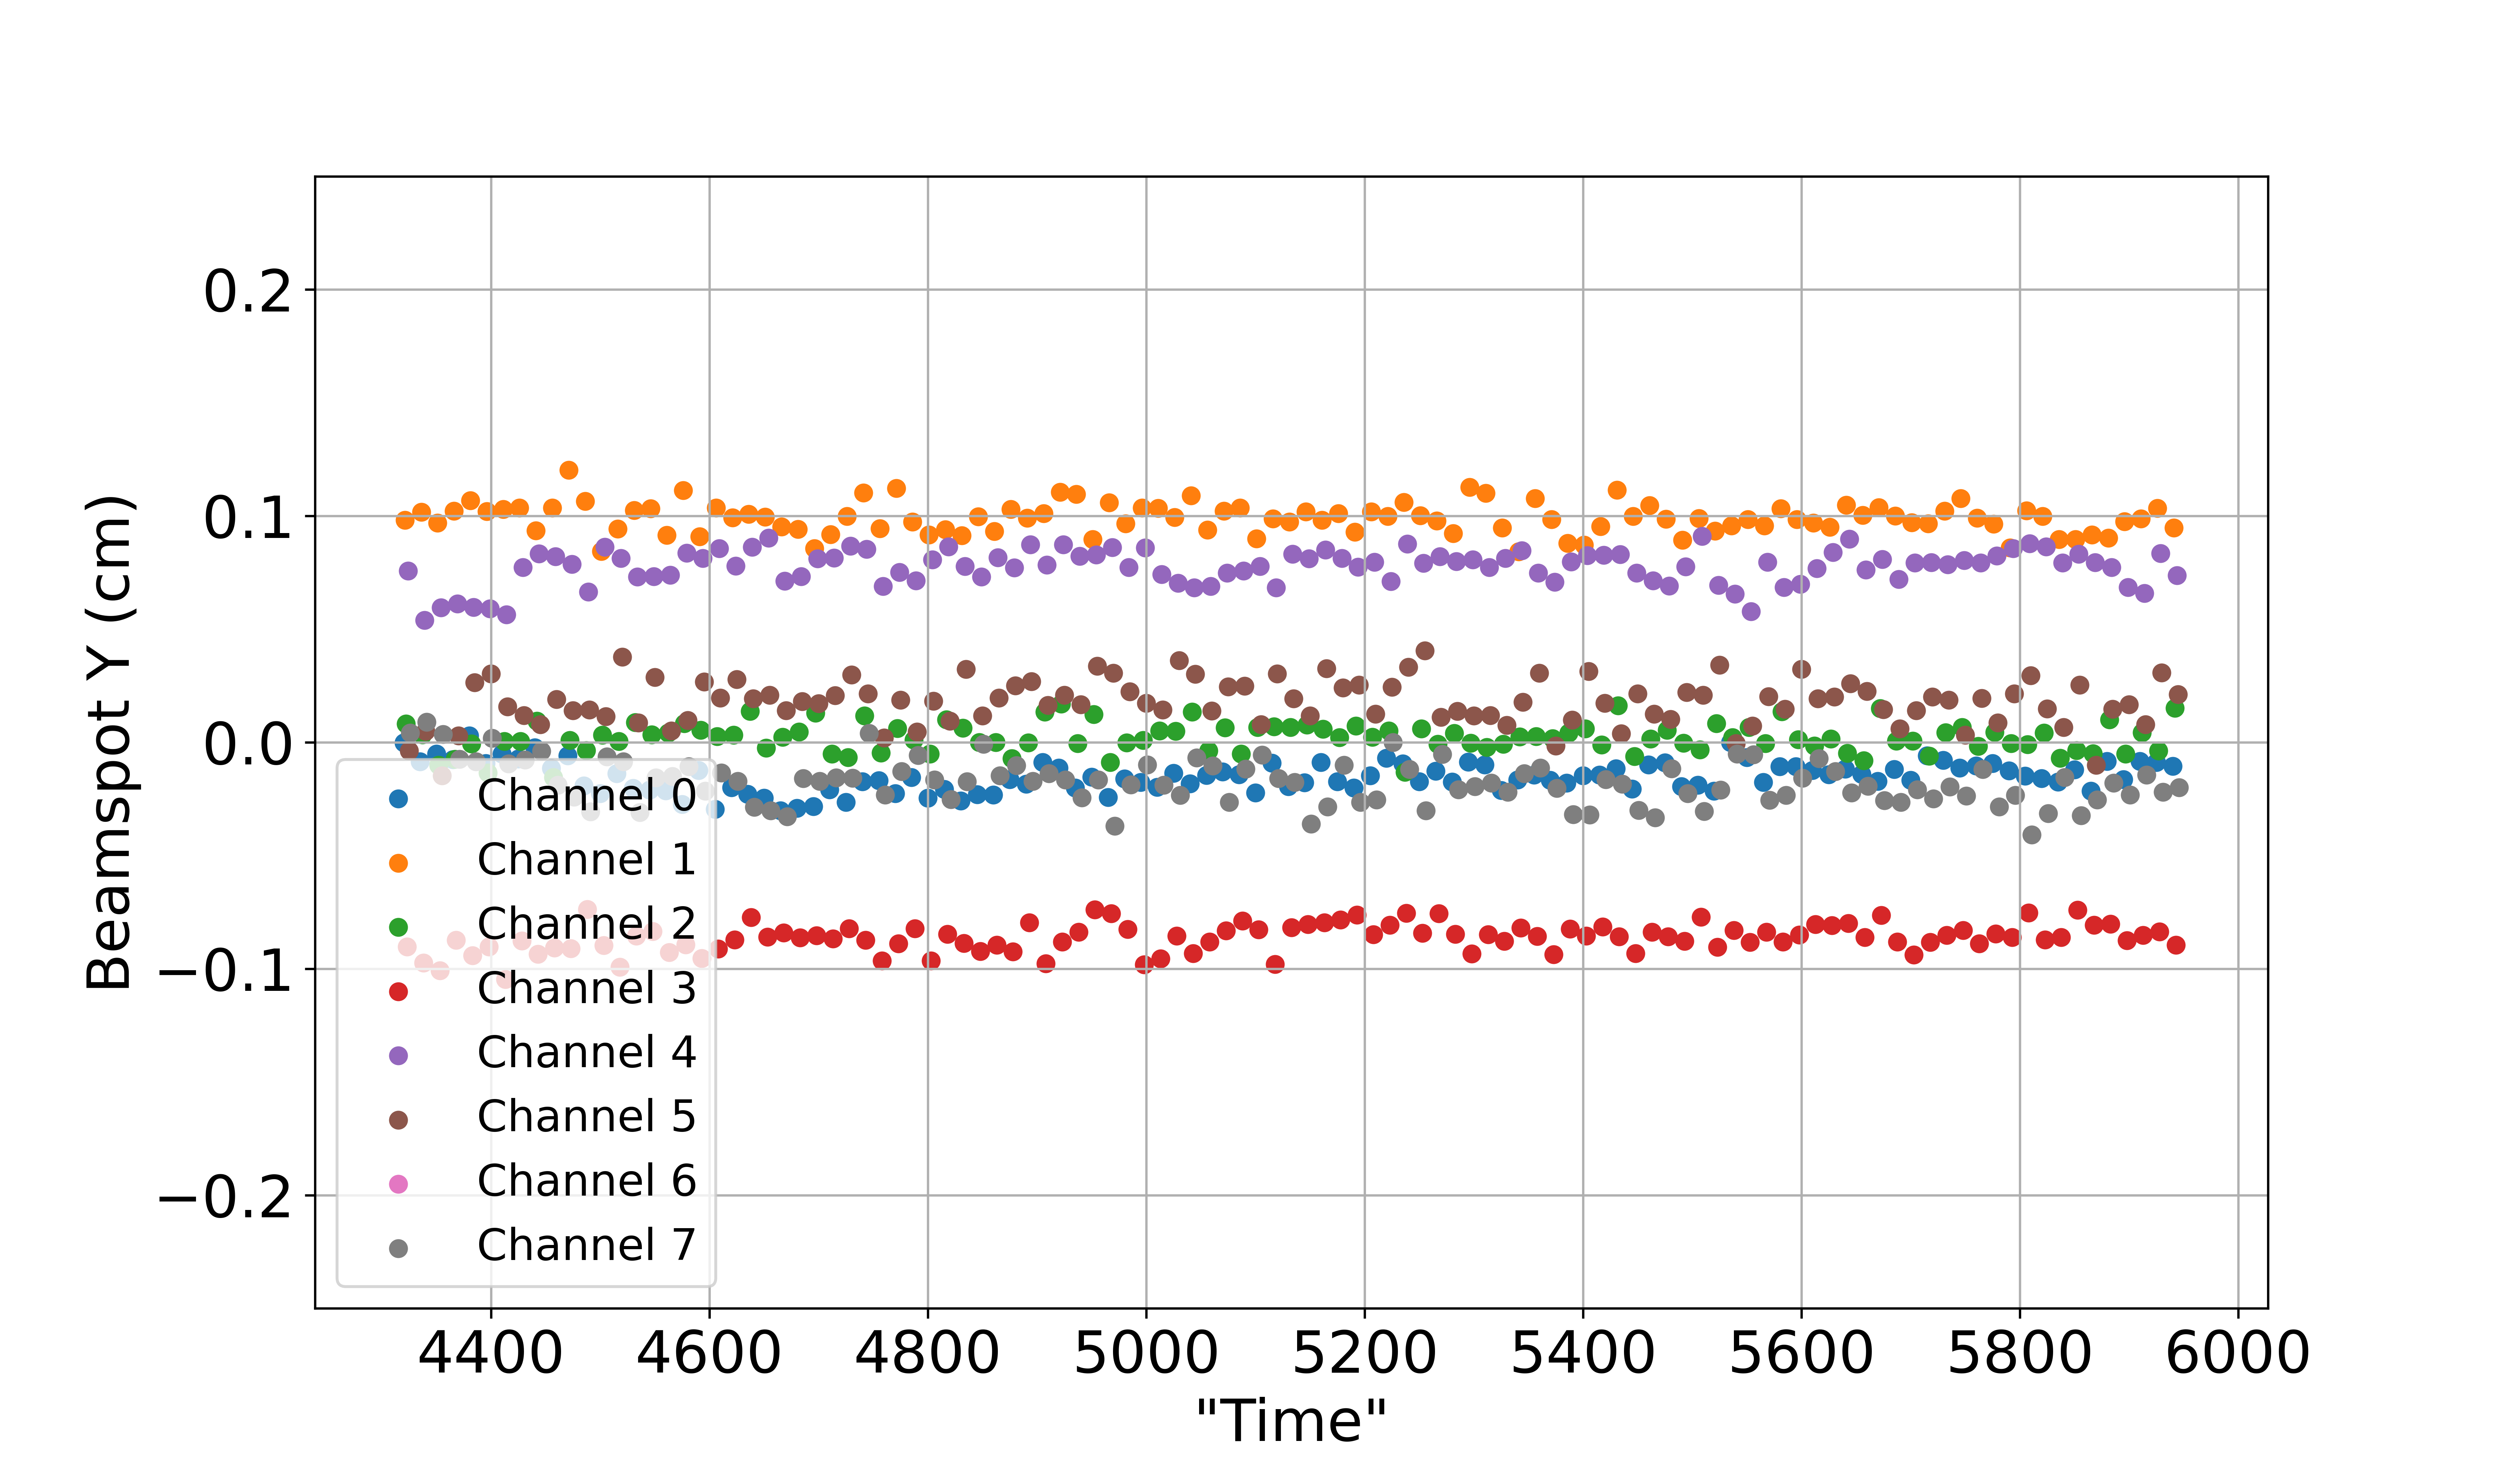 Beamspot Y (cm)
0.2
0.1
0.0
−0.1
−0.2
Channel 0
Channel 1
Channel 2
Channel 3
Channel 4
Channel 5
Channel 6
Channel 7
4400 4600 4800 5000 5200 5400 5600 5800 6000
"Time"